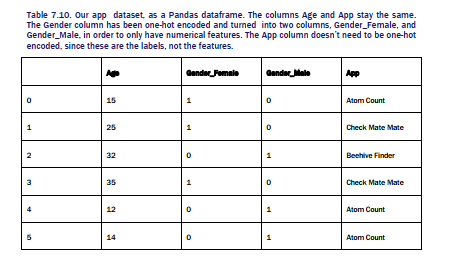 Table 7.10. Our app dataset, as a Pandas dataframe. The columns Age and App stay the same.
The Gender column has been one-hot encoded and turned into two columns, Gender_Female, and
Gender_Male, in order to only have numerical features. The App column doesn't need to be one-hot
encoded, since these are the labels, not the features.
Age Gender_Female Gender_Male App
0 15 1 0 Atom Count
1 25 1 0 Check Mate Mate
2 32 0 1 Beehive Finder
3 35 1 0 Check Mate Mate
4 12 0 1 Atom Count
5 14 0 1 Atom Count